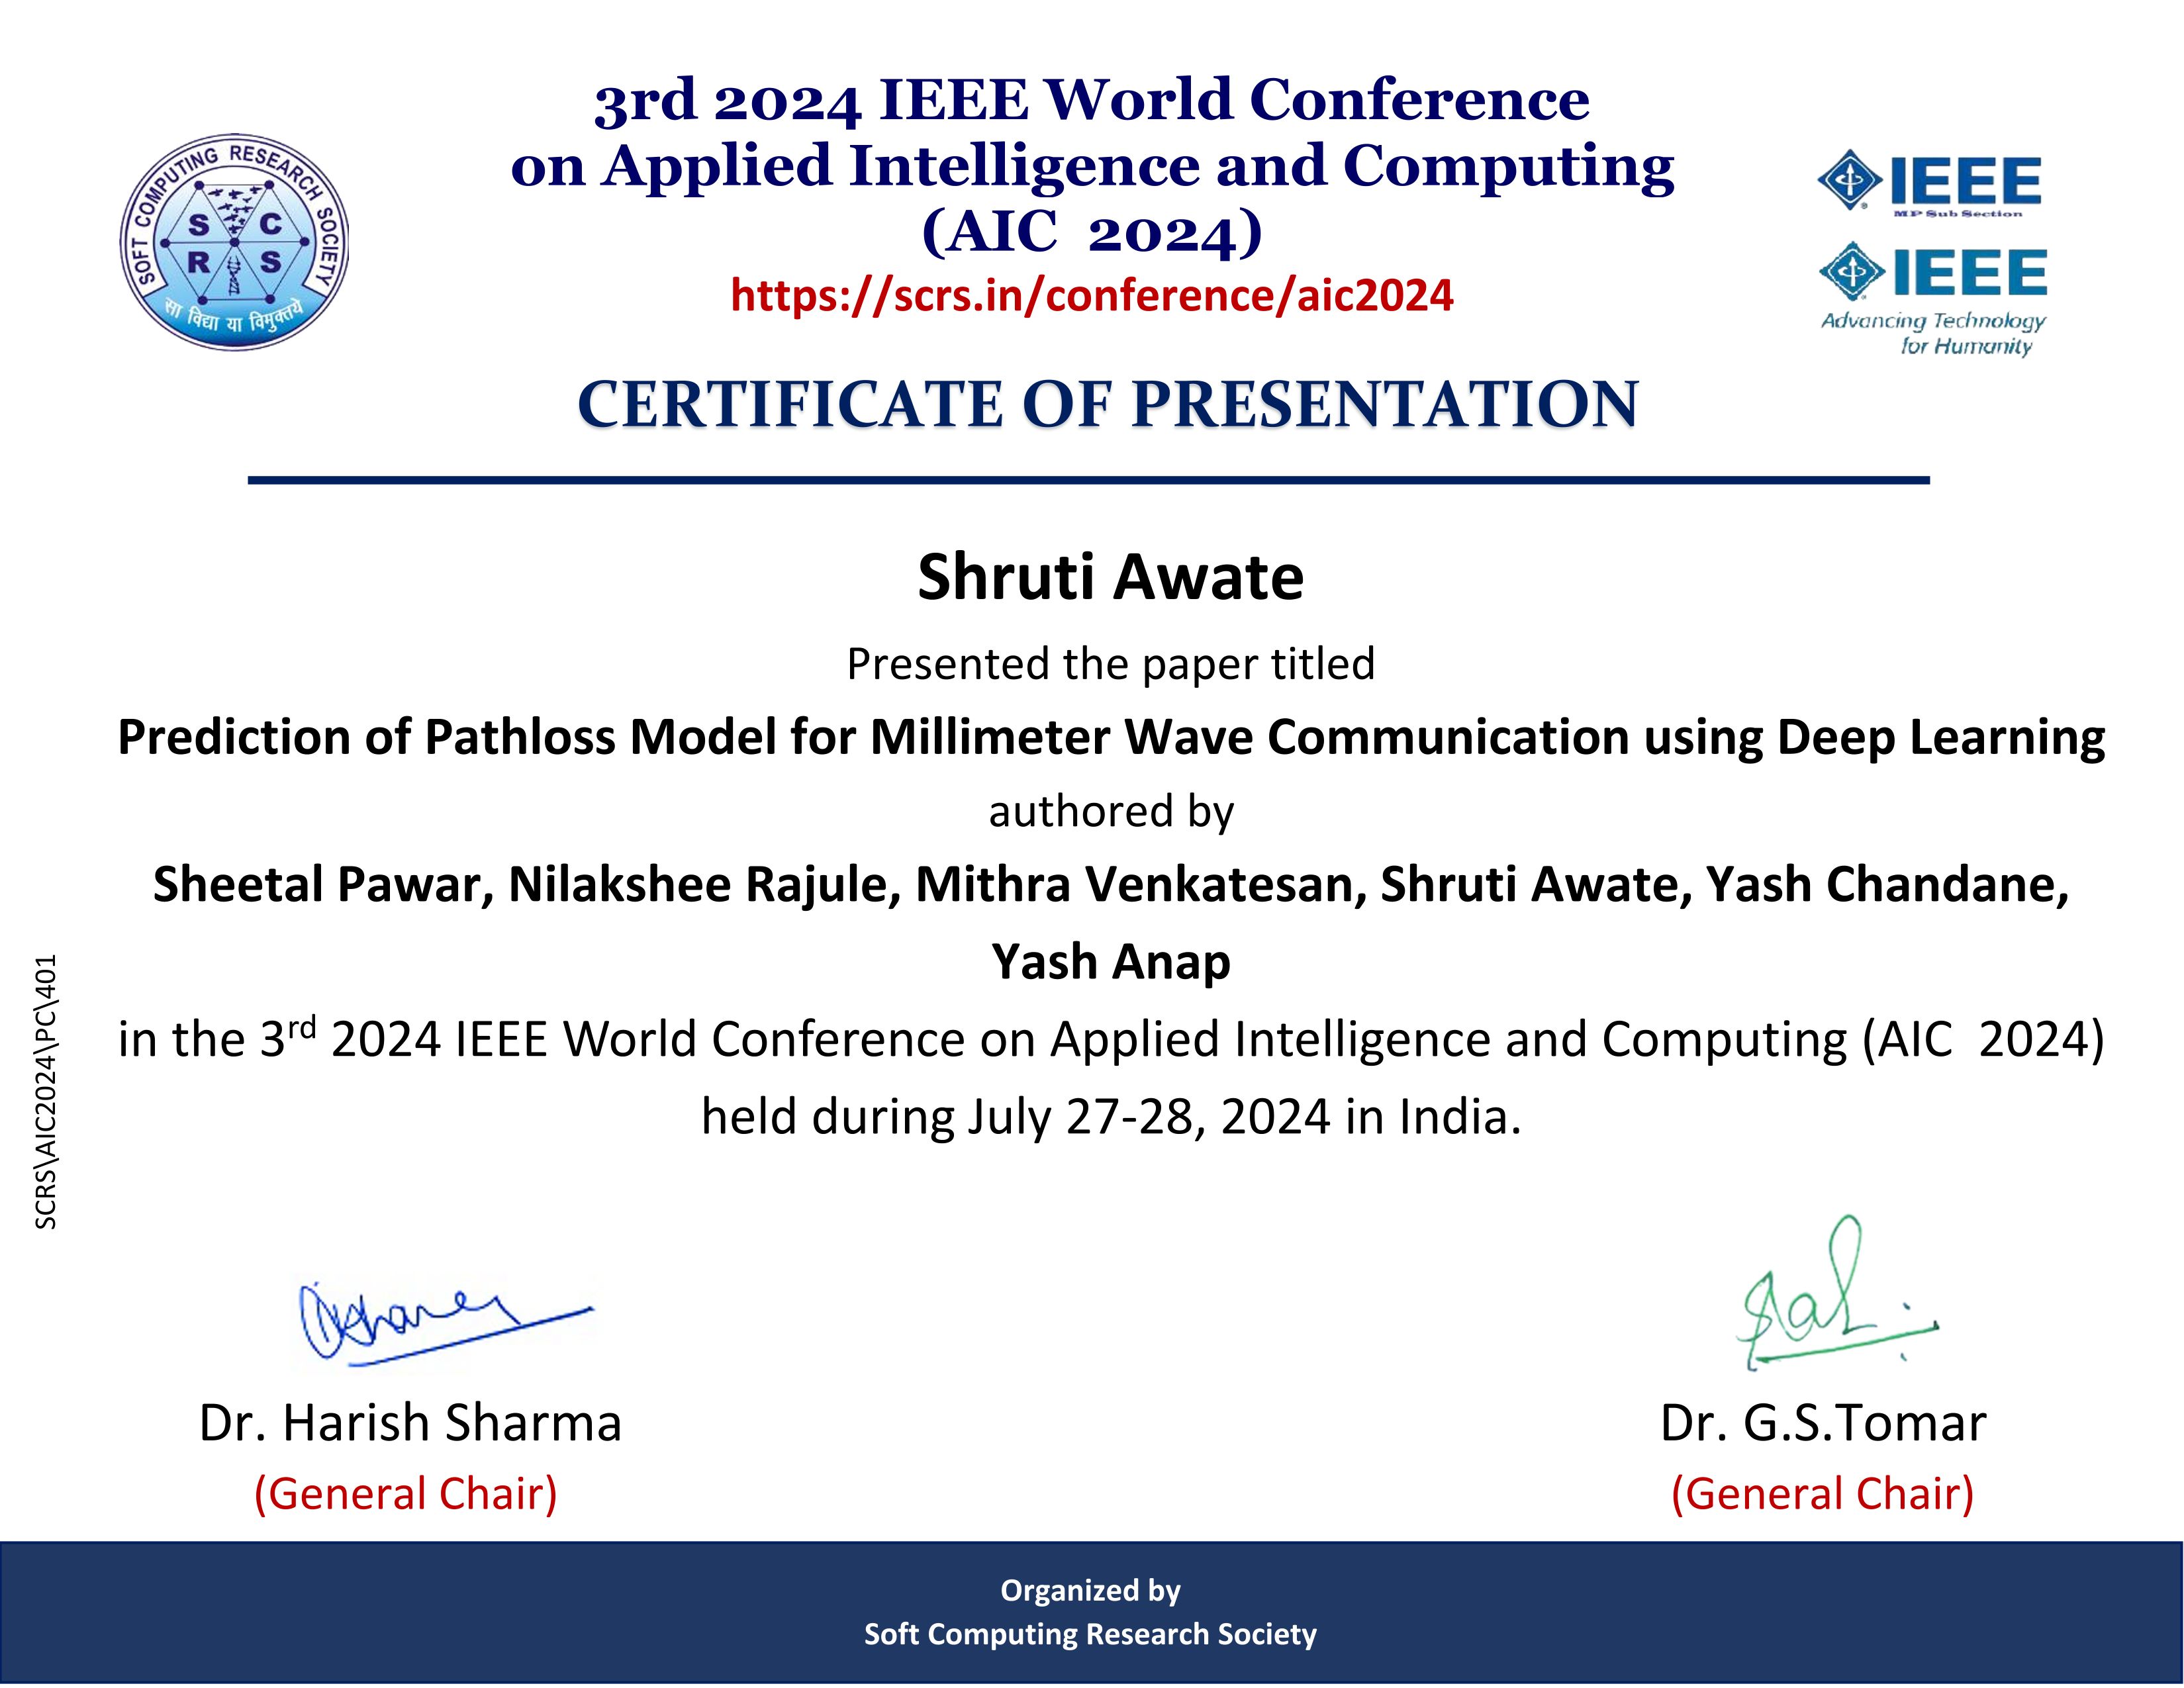 3rd 2024 IEEE World Conference
on Applied Intelligence and Computing
(AIC  2024)
https://scrs.in/conference/aic2024
SOFT COMPUTING RESEARCH SOCIETY
S C
R S
सा विद्या या विमुक्तये
IEEE
MP Sub Section
IEEE
Advancing Technology
for Humanity
CERTIFICATE OF PRESENTATION
Shruti Awate
Presented the paper titled
Prediction of Pathloss Model for Millimeter Wave Communication using Deep Learning
authored by
Sheetal Pawar, Nilakshee Rajule, Mithra Venkatesan, Shruti Awate, Yash Chandane,
Yash Anap
in the 3rd 2024 IEEE World Conference on Applied Intelligence and Computing (AIC  2024)
held during July 27-28, 2024 in India.
SCRS\AIC2024\PC\401
Dr. Harish Sharma
(General Chair)
Dr. G.S.Tomar
(General Chair)
Organized by
Soft Computing Research Society